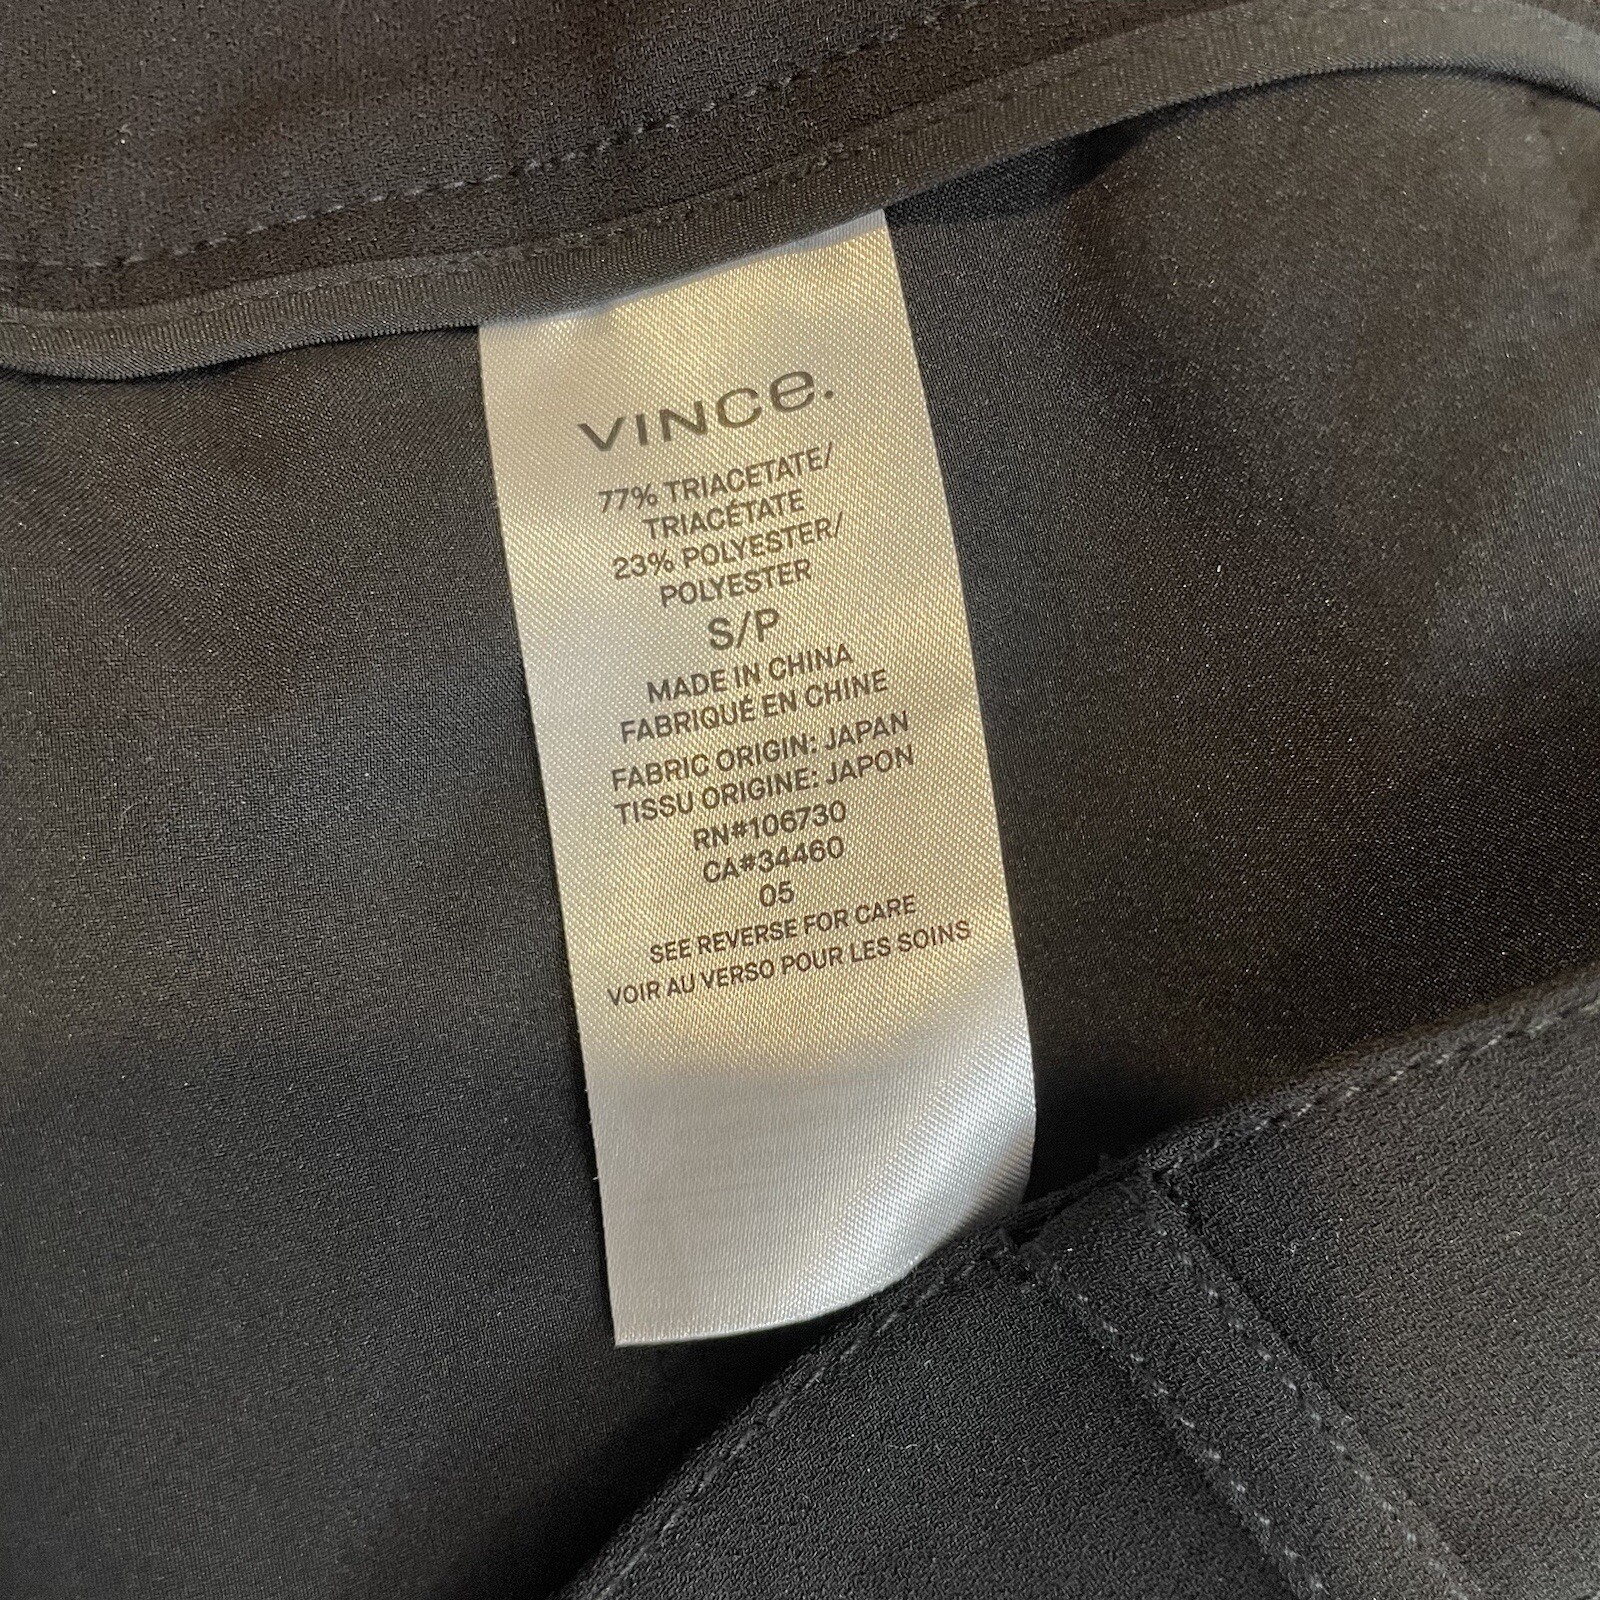 VINCe.
77% TRIACETATE/
TRIACÉTATE
23% POLYESTER/
POLYESTER
S/P
MADE IN CHINA
FABRIQUÉ EN CHINE
FABRIC ORIGIN: JAPAN
TISSU ORIGINE: JAPON
RN#106730
CA#34460
05
SEE REVERSE FOR CARE
VOIR AU VERSO POUR LES SOINS